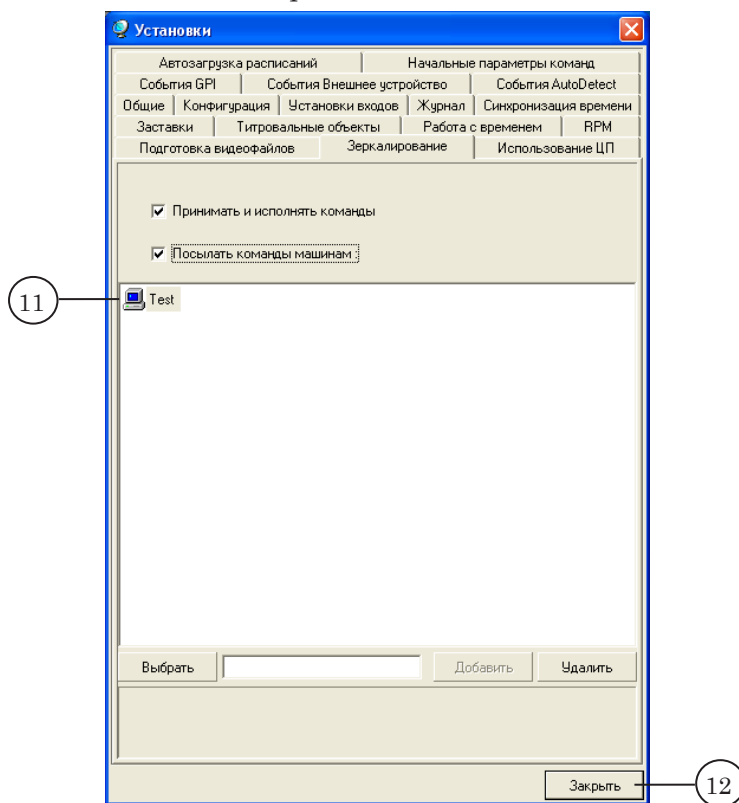 Установки
Автозагрузка расписаний Начальные параметры команд
События GPI События Внешнее устройство События AutoDetect
Общие Конфигурация Установки входов Журнал Синхронизация времени
Заставки Титровальные объекты Работа с временем RPM
Подготовка видеофайлов Зеркалирование Использование ЦП
Принимать и исполнять команды
Посылать команды машинам :
11 Test
Выбрать Добавить Удалить
Закрыть 12